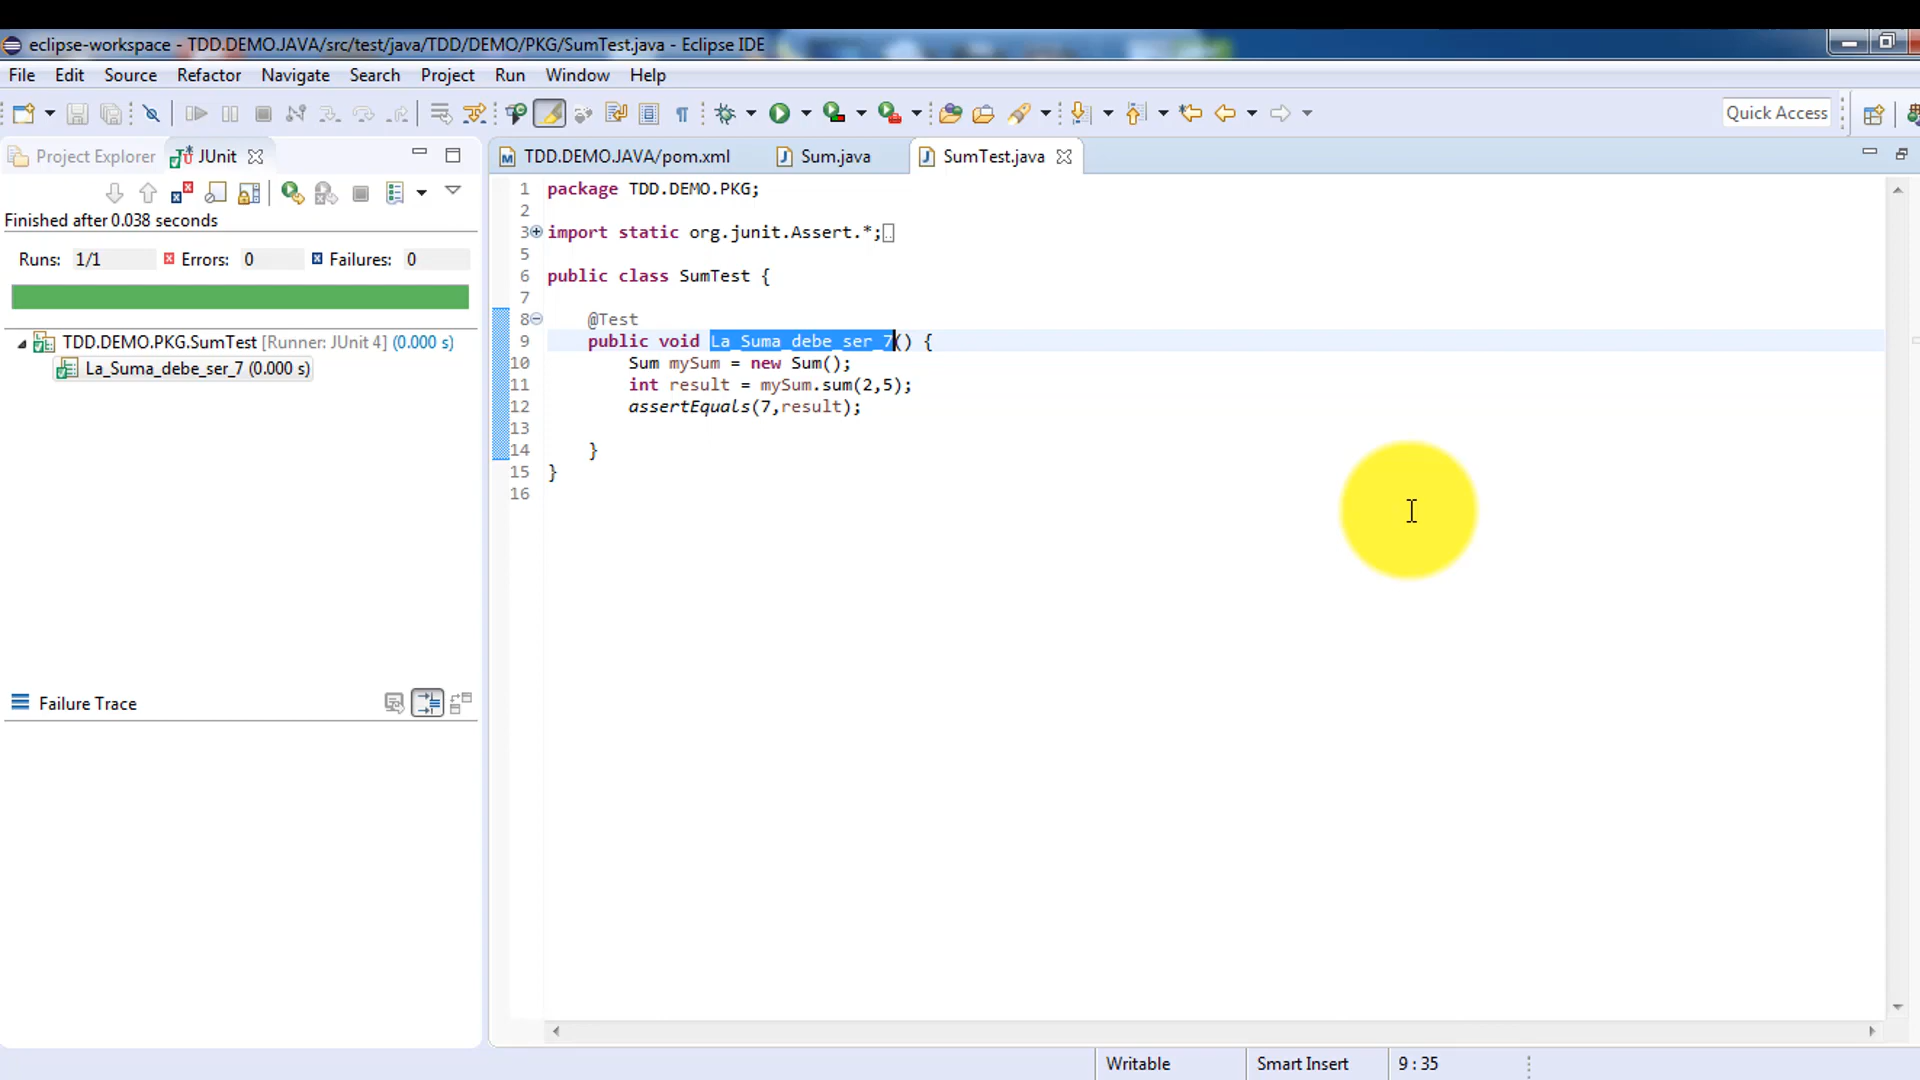 eclipse-workspace - TDD.DEMO.JAVA/src/test/java/TDD/DEMO/PKG/SumTest.java - Eclipse IDE
File Edit Source Refactor Navigate Search Project Run Window Help
Quick Access
Project Explorer JUnit
TDD.DEMO.JAVA/pom.xml Sum.java SumTest.java
Finished after 0.038 seconds
Runs: 1/1 Errors: 0 Failures: 0
TDD.DEMO.PKG.SumTest [Runner: JUnit 4] (0.000 s)
La_Suma_debe_ser_7 (0.000 s)
Failure Trace
1 package TDD.DEMO.PKG;
2
3 import static org.junit.Assert.*;
5
6 public class SumTest {
7
8 @Test
9 public void La_Suma_debe_ser_7() {
10 Sum mySum = new Sum();
11 int result = mySum.sum(2,5);
12 assertEquals(7,result);
13
14 }
15 }
16
Writable Smart Insert 9 : 35